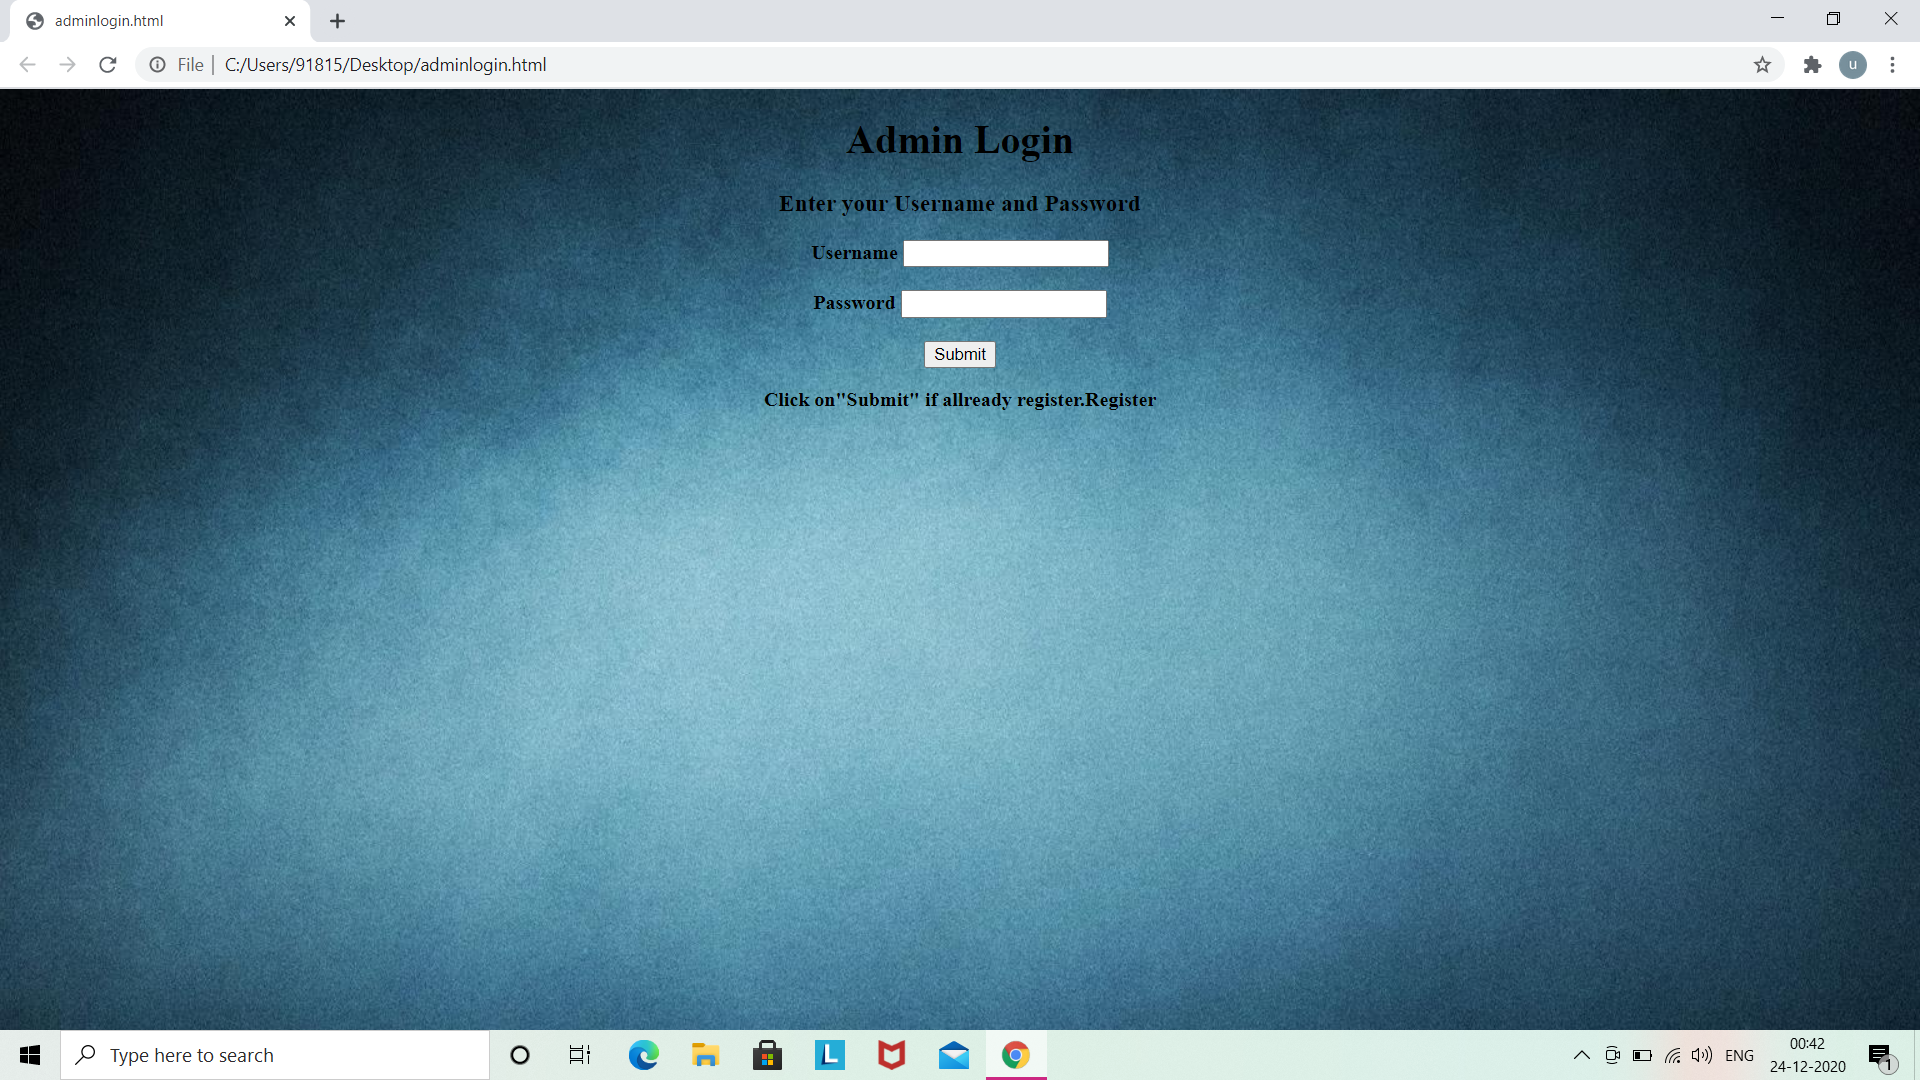 adminlogin.html
File C:/Users/91815/Desktop/adminlogin.html
u
Admin Login
Enter your Username and Password
Username
Password
Submit
Click on"Submit" if allready register.Register
Type here to search
L
ENG
00:42
24-12-2020
1